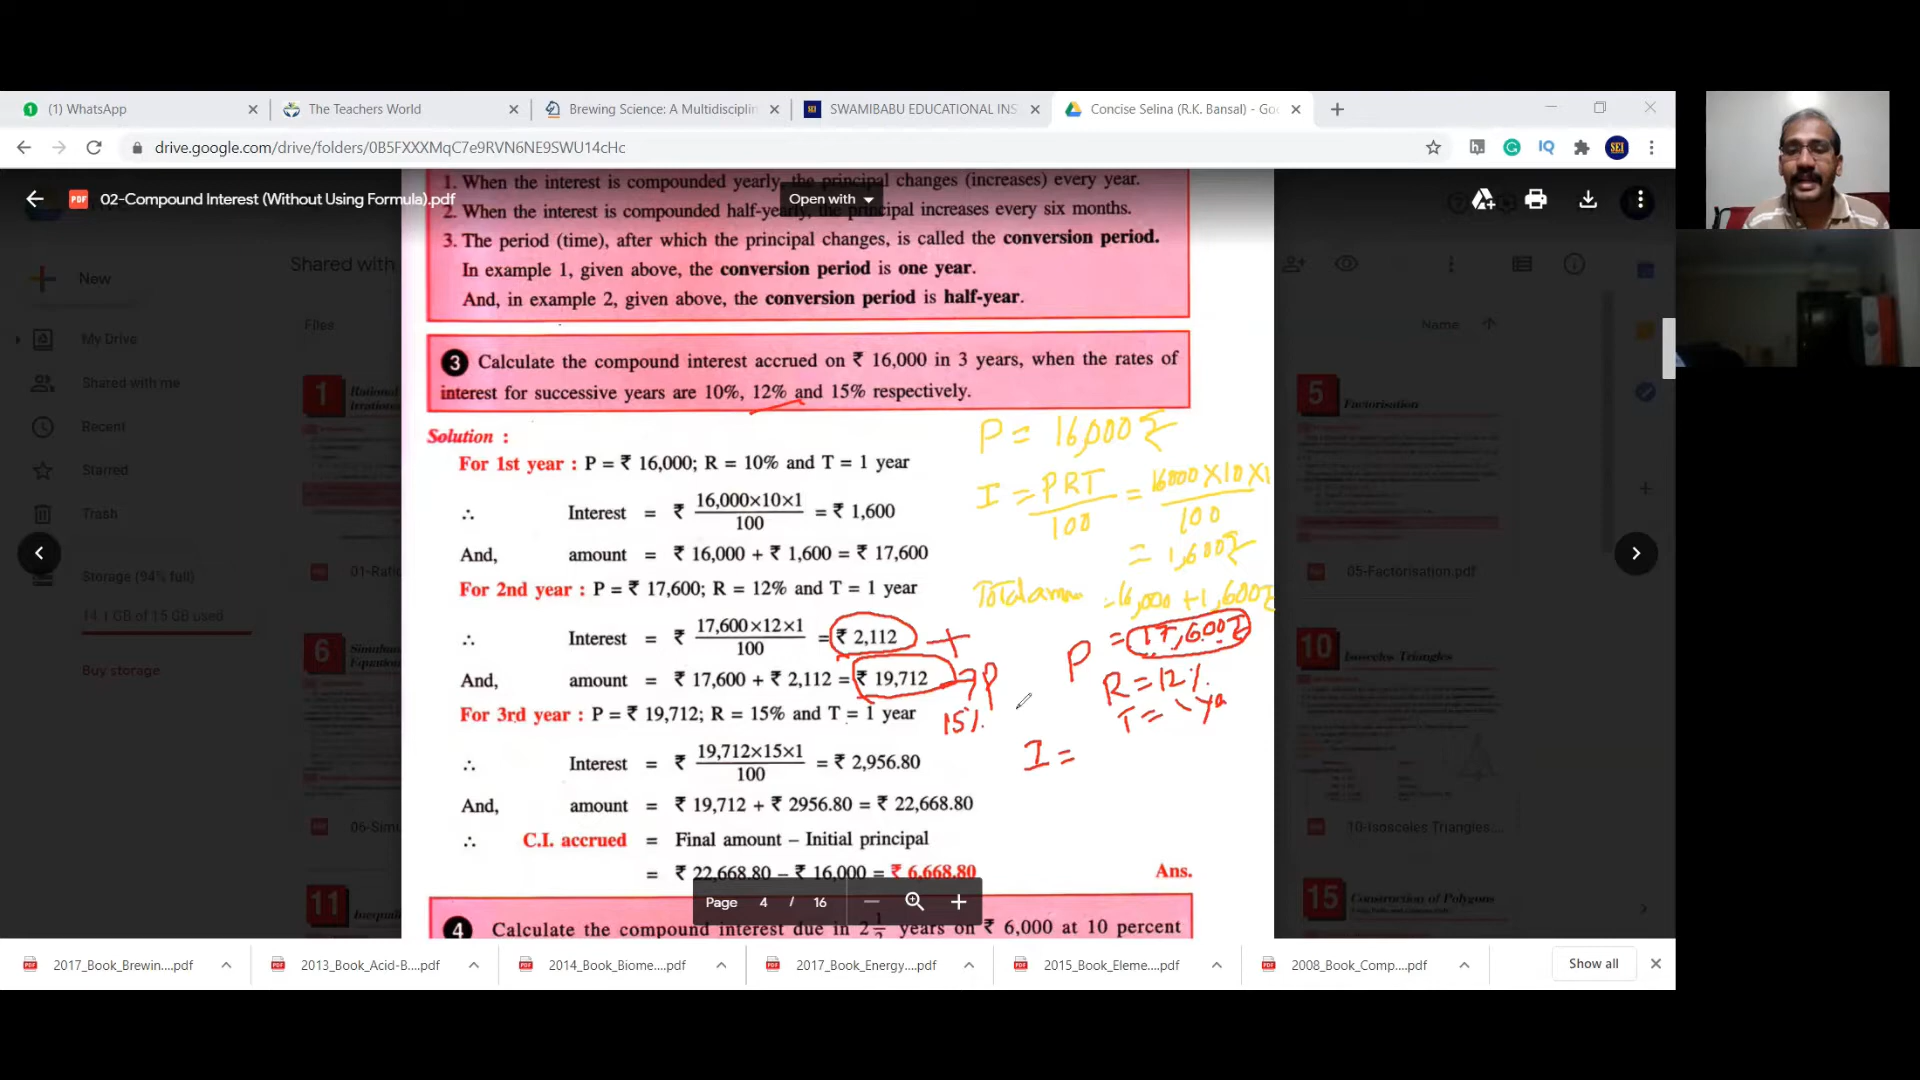 (1) WhatsApp
The Teachers World
Brewing Science: A Multidisciplin
SWAMIBABU EDUCATIONAL INS
Concise Selina (R.K. Bansal) - Goo
drive.google.com/drive/folders/0B5FXXXMqC7e9RVN6NE9SWU14cHc
SEI
02-Compound Interest (Without Using Formula).pdf
Open with
1. When the interest is compounded yearly, the principal changes (increases) every year.
2. When the interest is compounded half-yearly, the principal increases every six months.
3. The period (time), after which the principal changes, is called the conversion period.
In example 1, given above, the conversion period is one year.
And, in example 2, given above, the conversion period is half-year.
3 Calculate the compound interest accrued on ₹ 16,000 in 3 years, when the rates of
interest for successive years are 10%, 12% and 15% respectively.
Solution :
For 1st year : P = ₹ 16,000; R = 10% and T = 1 year
∴ Interest = ₹ 16,000×10×1 / 100 = ₹ 1,600
And, amount = ₹ 16,000 + ₹ 1,600 = ₹ 17,600
For 2nd year : P = ₹ 17,600; R = 12% and T = 1 year
∴ Interest = ₹ 17,600×12×1 / 100 = ₹ 2,112
And, amount = ₹ 17,600 + ₹ 2,112 = ₹ 19,712
For 3rd year : P = ₹ 19,712; R = 15% and T = 1 year
∴ Interest = ₹ 19,712×15×1 / 100 = ₹ 2,956.80
And, amount = ₹ 19,712 + ₹ 2956.80 = ₹ 22,668.80
∴ C.I. accrued = Final amount – Initial principal
= ₹ 22,668.80 – ₹ 16,000 = ₹ 6,668.80 Ans.
4 Calculate the compound interest due in 2 1 years on ₹ 6,000 at 10 percent
P = 16,000 ₹
I = PRT / 100 = 16000 × 10 × 1 / 100
= 1,600 ₹
= 16,000 + 1,600 ₹
P = 17,600 ₹
R = 12%
T = 1
+
→ P
15%
I =
Page 4 / 16
New
My Drive
Shared with me
Recent
Starred
Trash
Storage (94% full)
14.1 GB of 15 GB used
Buy storage
Shared with
Files
Name
1
6
11
5 Factorisation
05-Factorisation.pdf
10 Isosceles Triangles
10-Isosceles Triangles...
15 Construction of Polygons
2017_Book_Brewin....pdf
2013_Book_Acid-B....pdf
2014_Book_Biome....pdf
2017_Book_Energy....pdf
2015_Book_Eleme....pdf
2008_Book_Comp....pdf
Show all